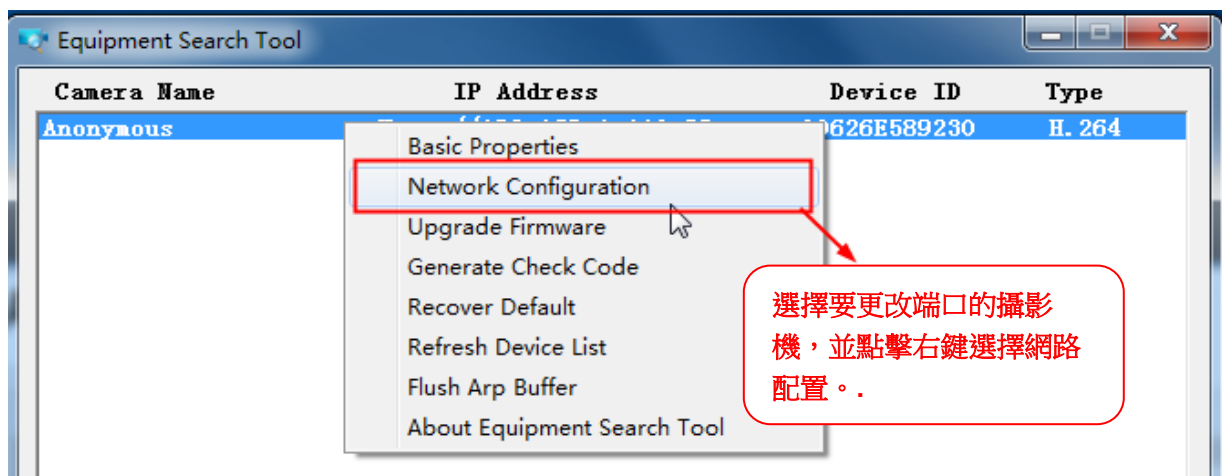 Equipment Search Tool
Camera Name IP Address Device ID Type
Anonymous 626E589230 H.264
Basic Properties
Network Configuration
Upgrade Firmware
Generate Check Code
Recover Default
Refresh Device List
Flush Arp Buffer
About Equipment Search Tool
選擇要更改端口的攝影
機，並點擊右鍵選擇網路
配置。.